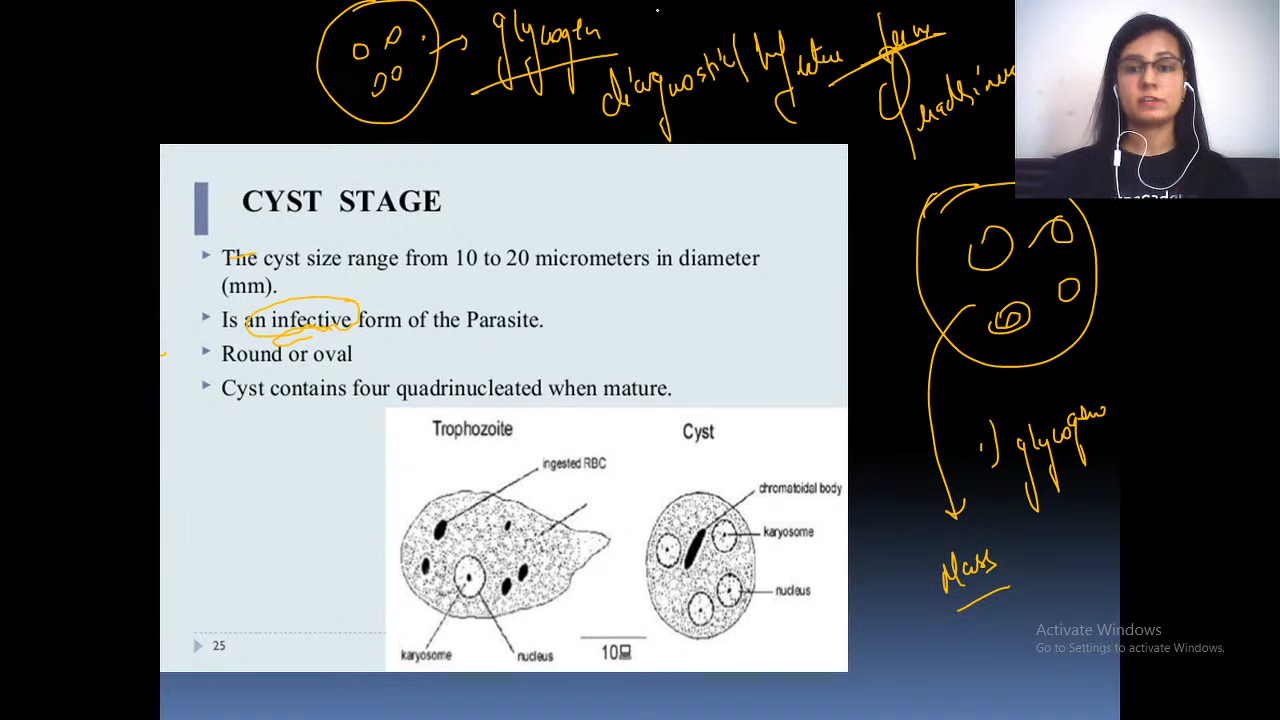 glycogen
diagnostic
CYST STAGE
The cyst size range from 10 to 20 micrometers in diameter
(mm).
Is an infective form of the Parasite.
Round or oval
Cyst contains four quadrinucleated when mature.
Trophozoite
Cyst
ingested RBC
chromatoidal body
karyosome
nucleus
karyosome
nucleus
10
1) glycogen
Mass
25
Activate Windows
Go to Settings to activate Windows.